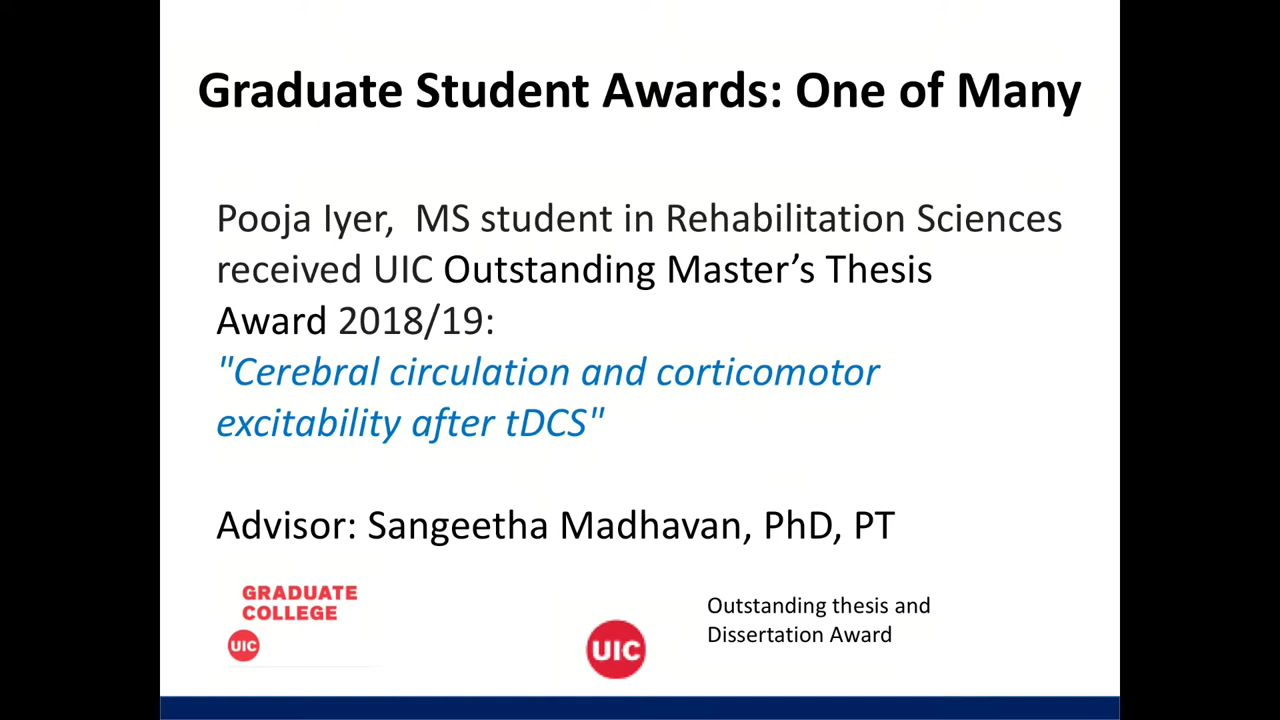 Graduate Student Awards: One of Many
Pooja Iyer,  MS student in Rehabilitation Sciences
received UIC Outstanding Master’s Thesis
Award 2018/19:
"Cerebral circulation and corticomotor
excitability after tDCS"
Advisor: Sangeetha Madhavan, PhD, PT
GRADUATE
COLLEGE
UIC
UIC
Outstanding thesis and
Dissertation Award